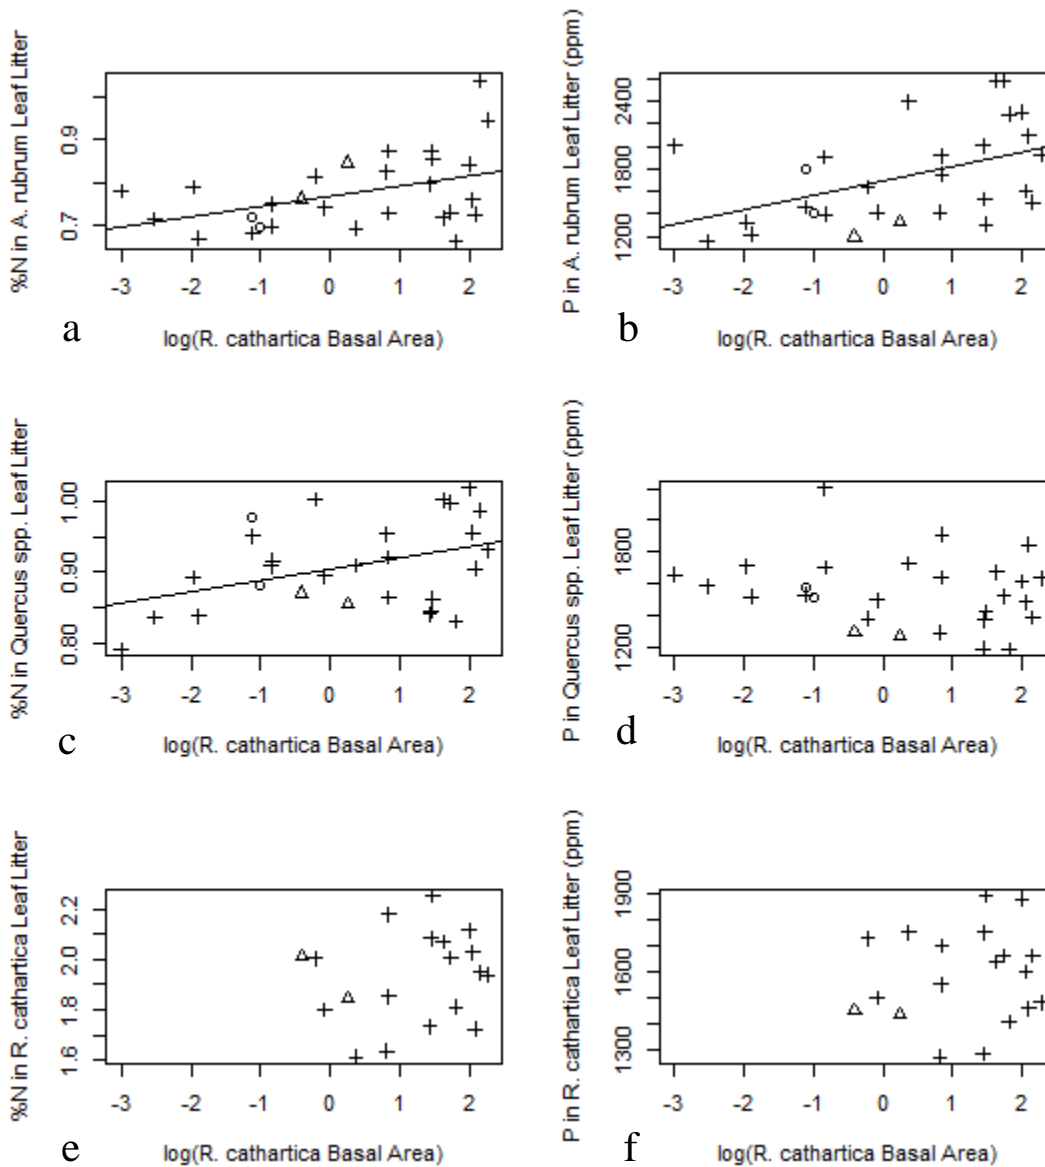 %N in A. rubrum Leaf Litter
0.9
0.7
-3 -2 -1 0 1 2
log(R. cathartica Basal Area)
a
P in A. rubrum Leaf Litter (ppm)
2400
1800
1200
-3 -2 -1 0 1 2
log(R. cathartica Basal Area)
b
%N in Quercus spp. Leaf Litter
1.00
0.90
0.80
-3 -2 -1 0 1 2
log(R. cathartica Basal Area)
c
P in Quercus spp. Leaf Litter (ppm)
1800
1200
-3 -2 -1 0 1 2
log(R. cathartica Basal Area)
d
%N in R. cathartica Leaf Litter
2.2
2.0
1.8
1.6
-3 -2 -1 0 1 2
log(R. cathartica Basal Area)
e
P in R. cathartica Leaf Litter (ppm)
1900
1600
1300
-3 -2 -1 0 1 2
log(R. cathartica Basal Area)
f